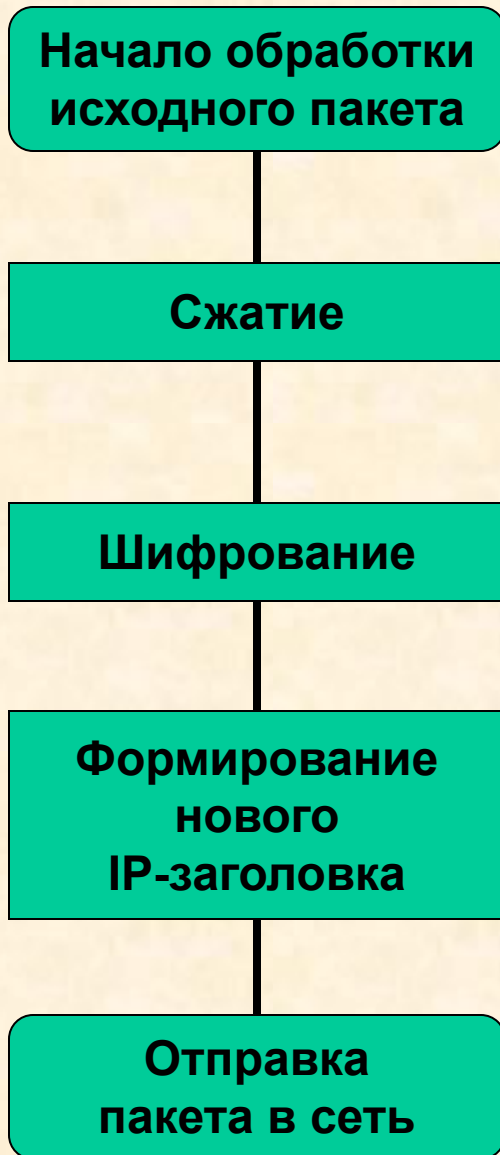 Начало обработки
исходного пакета
Сжатие
Шифрование
Формирование
нового
IP-заголовка
Отправка
пакета в сеть